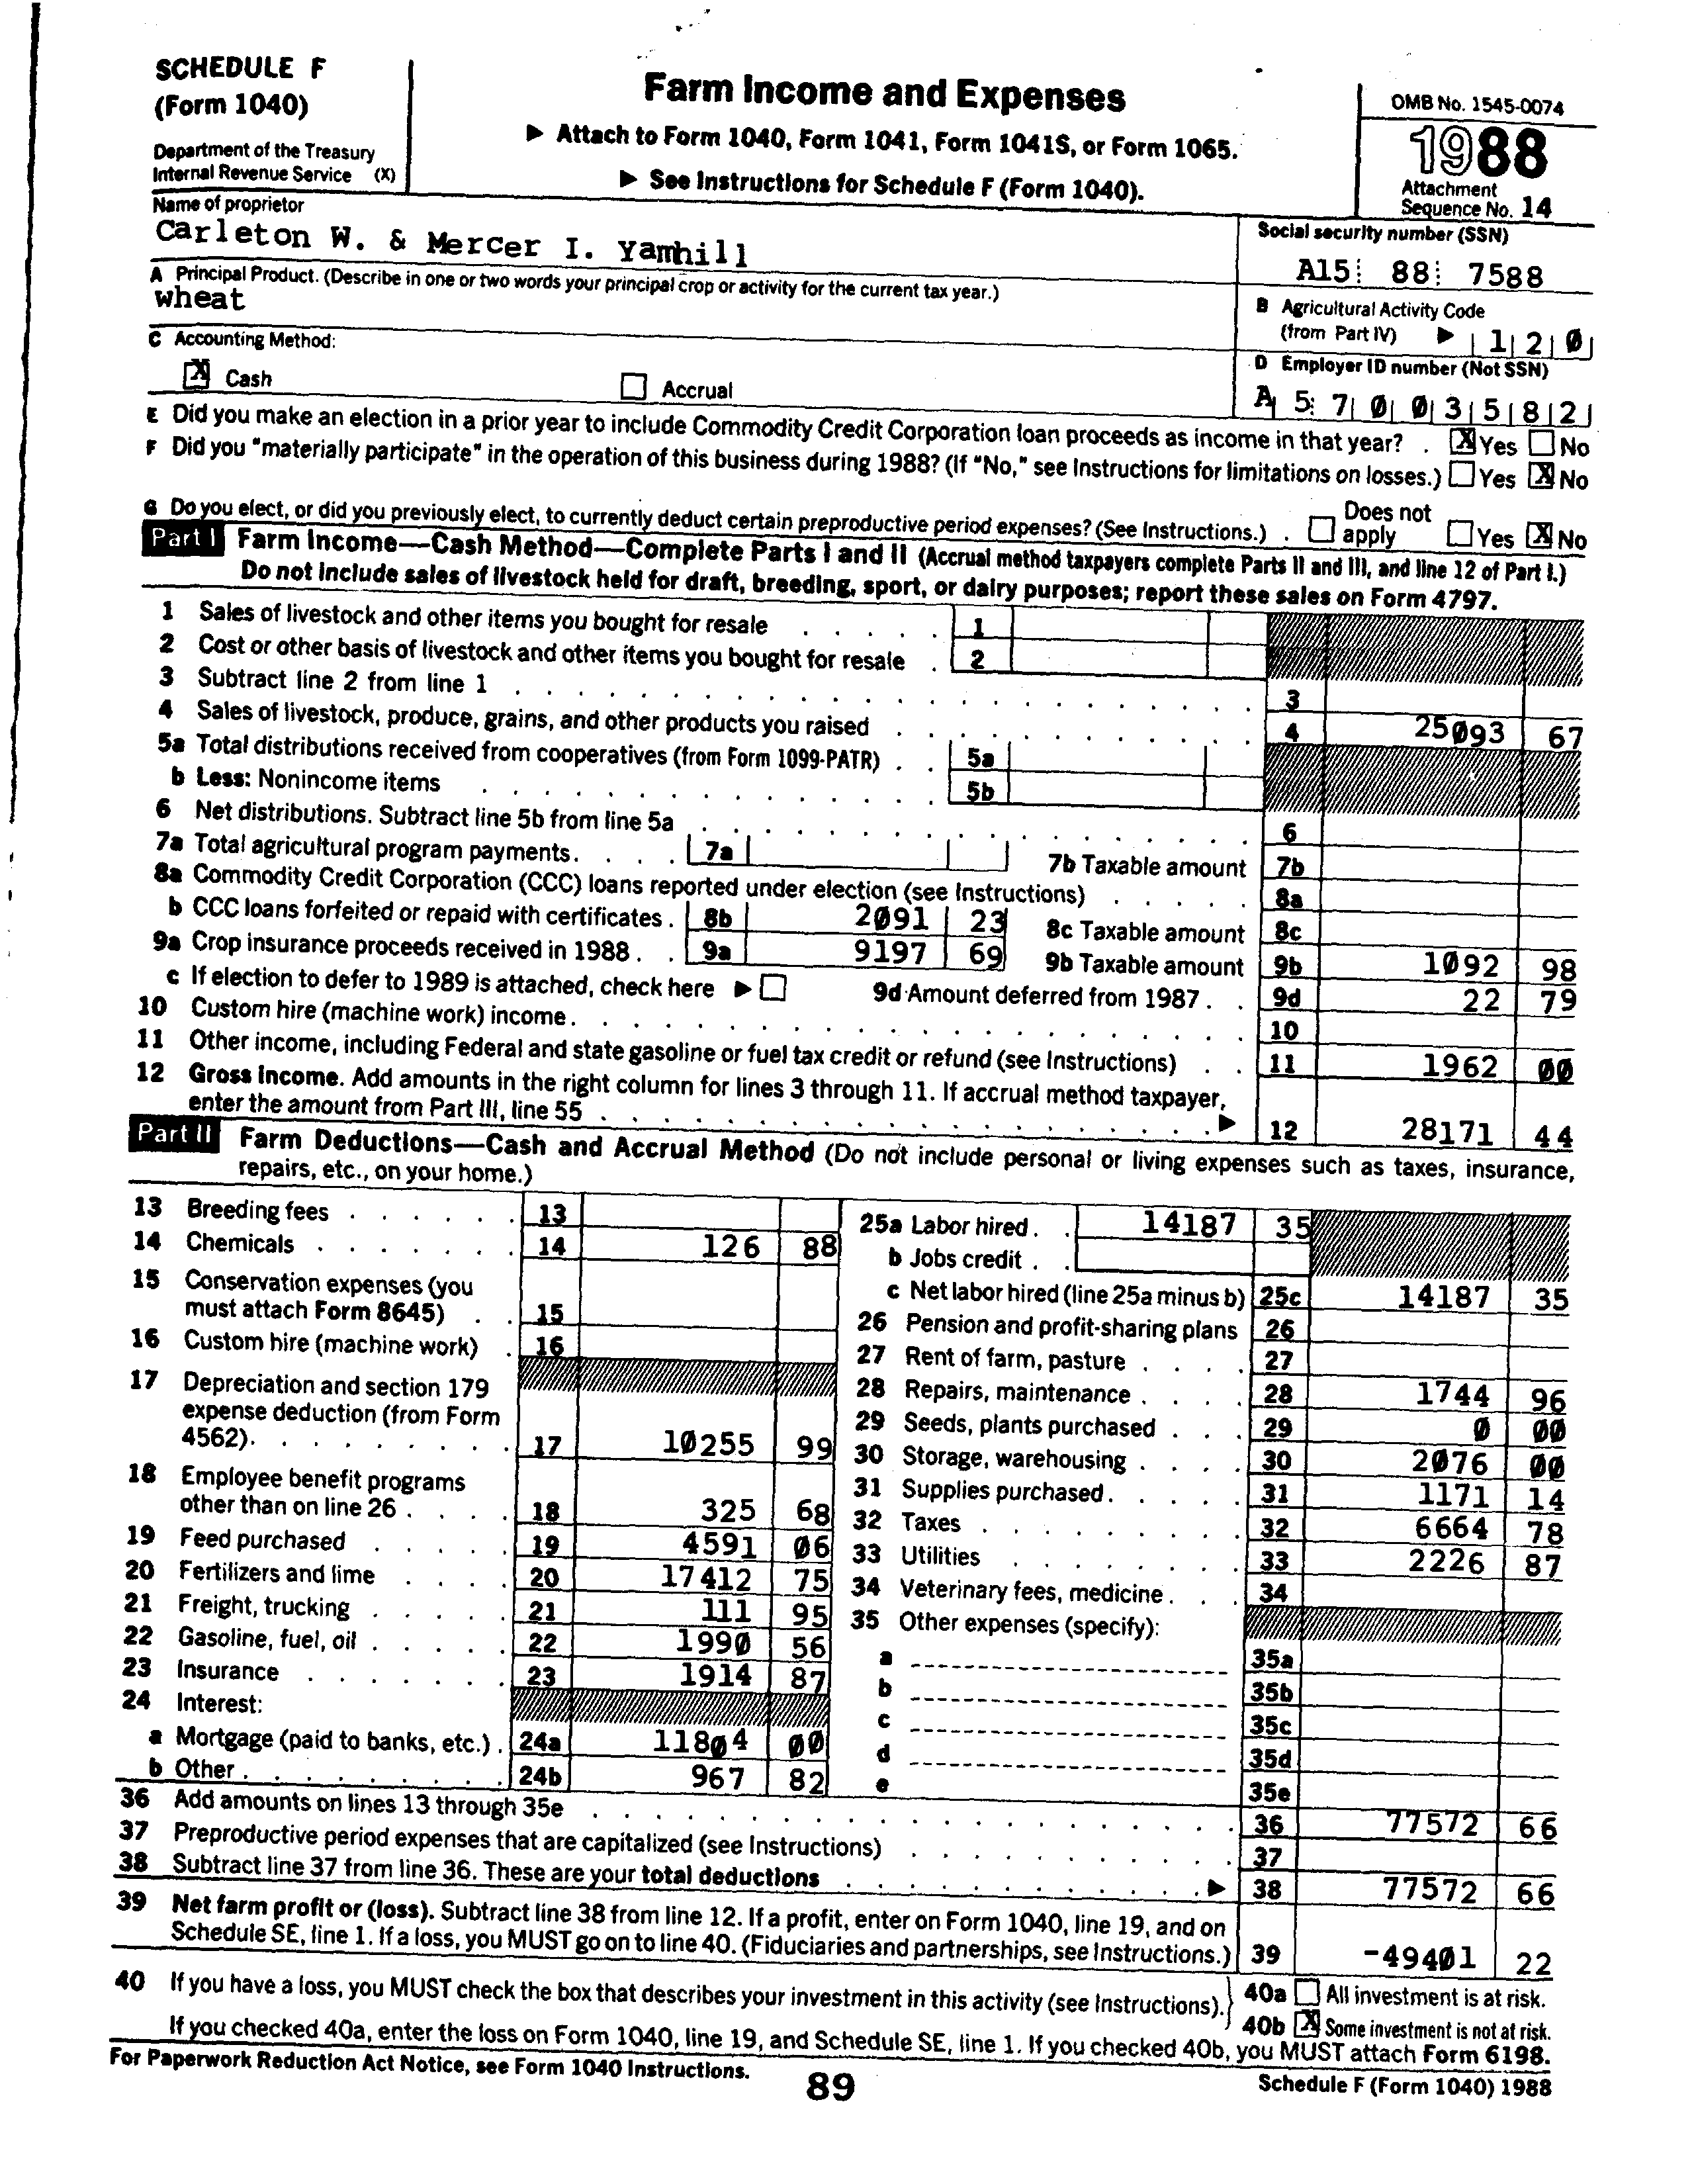 SCHEDULE F
(Form 1040)
Department of the Treasury
Internal Revenue Service (X)
Farm Income and Expenses
▶ Attach to Form 1040, Form 1041, Form 1041S, or Form 1065.
▶ See Instructions for Schedule F (Form 1040).
OMB No. 1545-0074
1988
Attachment
Sequence No. 14
Name of proprietor
Carleton W. & Mercer I. Yamhill
Social security number (SSN)
A15 88 7588
A Principal Product. (Describe in one or two words your principal crop or activity for the current tax year.)
wheat
B Agricultural Activity Code
(from Part IV) ▶ 1 2 0
C Accounting Method:
X Cash Accrual
D Employer ID number (Not SSN)
A 5 7 0 0 3 5 8 2
E Did you make an election in a prior year to include Commodity Credit Corporation loan proceeds as income in that year? . X Yes No
F Did you "materially participate" in the operation of this business during 1988? (If "No," see Instructions for limitations on losses.) Yes X No
G Do you elect, or did you previously elect, to currently deduct certain preproductive period expenses? (See Instructions.) . Does not apply Yes X No
Part I Farm Income—Cash Method—Complete Parts I and II (Accrual method taxpayers complete Parts II and III, and line 12 of Part I.)
Do not include sales of livestock held for draft, breeding, sport, or dairy purposes; report these sales on Form 4797.
1 Sales of livestock and other items you bought for resale . . . . . 1
2 Cost or other basis of livestock and other items you bought for resale . 2
3 Subtract line 2 from line 1 . . . . . 3
4 Sales of livestock, produce, grains, and other products you raised . . . . . 4 25093 67
5a Total distributions received from cooperatives (from Form 1099-PATR) . . 5a
b Less: Nonincome items . . . . . 5b
6 Net distributions. Subtract line 5b from line 5a . . . . . 6
7a Total agricultural program payments. . . . . 7a 7b Taxable amount 7b
8a Commodity Credit Corporation (CCC) loans reported under election (see Instructions) . . . . . 8a
b CCC loans forfeited or repaid with certificates . 8b 2091 23 8c Taxable amount 8c
9a Crop insurance proceeds received in 1988 . . 9a 9197 69 9b Taxable amount 9b 1092 98
c If election to defer to 1989 is attached, check here ▶ 9d Amount deferred from 1987 . . 9d 22 79
10 Custom hire (machine work) income. . . . . 10
11 Other income, including Federal and state gasoline or fuel tax credit or refund (see Instructions) . . 11 1962 00
12 Gross Income. Add amounts in the right column for lines 3 through 11. If accrual method taxpayer,
enter the amount from Part III, line 55 . . . . . ▶ 12 28171 44
Part II Farm Deductions—Cash and Accrual Method (Do not include personal or living expenses such as taxes, insurance,
repairs, etc., on your home.)
13 Breeding fees . . . . . . 13
14 Chemicals . . . . . . . 14 126 88
15 Conservation expenses (you
must attach Form 8645) . . 15
16 Custom hire (machine work) . 16
17 Depreciation and section 179
expense deduction (from Form
4562). . . . . . . . 17 10255 99
18 Employee benefit programs
other than on line 26 . . . . 18 325 68
19 Feed purchased . . . . . 19 4591 06
20 Fertilizers and lime . . . . 20 17412 75
21 Freight, trucking . . . . . 21 111 95
22 Gasoline, fuel, oil . . . . . 22 1990 56
23 Insurance . . . . . . . 23 1914 87
24 Interest:
a Mortgage (paid to banks, etc.) . 24a 11804 00
b Other . . . . . . . . 24b 967 82
25a Labor hired . . 14187 35
b Jobs credit . .
c Net labor hired (line 25a minus b) 25c 14187 35
26 Pension and profit-sharing plans 26
27 Rent of farm, pasture . . . . 27
28 Repairs, maintenance . . . . 28 1744 96
29 Seeds, plants purchased . . . 29 0 00
30 Storage, warehousing . . . . 30 2076 00
31 Supplies purchased. . . . . 31 1171 14
32 Taxes . . . . . . . . . 32 6664 78
33 Utilities . . . . . . . 33 2226 87
34 Veterinary fees, medicine . . . 34
35 Other expenses (specify):
a 35a
b 35b
c 35c
d 35d
e 35e
36 Add amounts on lines 13 through 35e . . . . . 36 77572 66
37 Preproductive period expenses that are capitalized (see Instructions) . . . . . 37
38 Subtract line 37 from line 36. These are your total deductions . . . . . ▶ 38 77572 66
39 Net farm profit or (loss). Subtract line 38 from line 12. If a profit, enter on Form 1040, line 19, and on
Schedule SE, line 1. If a loss, you MUST go on to line 40. (Fiduciaries and partnerships, see Instructions.) 39 -49401 22
40 If you have a loss, you MUST check the box that describes your investment in this activity (see Instructions). 40a All investment is at risk.
40b X Some investment is not at risk.
If you checked 40a, enter the loss on Form 1040, line 19, and Schedule SE, line 1. If you checked 40b, you MUST attach Form 6198.
For Paperwork Reduction Act Notice, see Form 1040 Instructions.
89
Schedule F (Form 1040) 1988